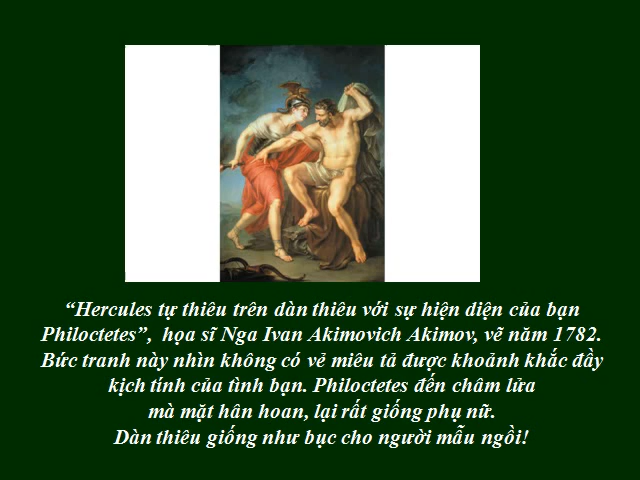 “Hercules tự thiêu trên dàn thiêu với sự hiện diện của bạn
Philoctetes”, họa sĩ Nga Ivan Akimovich Akimov, vẽ năm 1782.
Bức tranh này nhìn không có vẻ miêu tả được khoảnh khắc đầy
kịch tính của tình bạn. Philoctetes đến châm lửa
mà mặt hân hoan, lại rất giống phụ nữ.
Dàn thiêu giống như bục cho người mẫu ngồi!